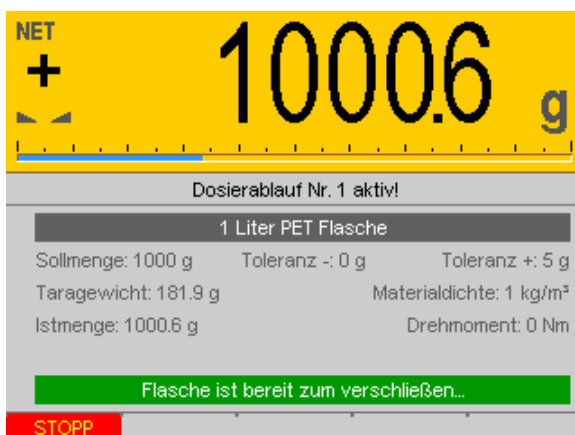 NET
+ 1000.6 g
Dosierablauf Nr. 1 aktiv!
1 Liter PET Flasche
Sollmenge: 1000 g Toleranz -: 0 g Toleranz +: 5 g
Taragewicht: 181.9 g Materialdichte: 1 kg/m³
Istmenge: 1000.6 g Drehmoment: 0 Nm
Flasche ist bereit zum verschließen...
STOPP